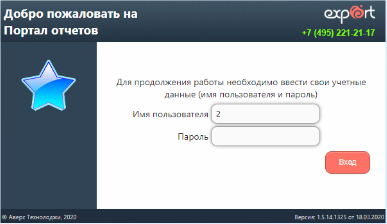 Добро пожаловать на
Портал отчетов
exp@rt
+7 (495) 221-21-17
Для продолжения работы необходимо ввести свои учетные
данные (имя пользователя и пароль)
Имя пользователя 2
Пароль
Вход
© Аверс Технолоджи, 2020
Версия: 1.5.14.1325 от 18.03.2020